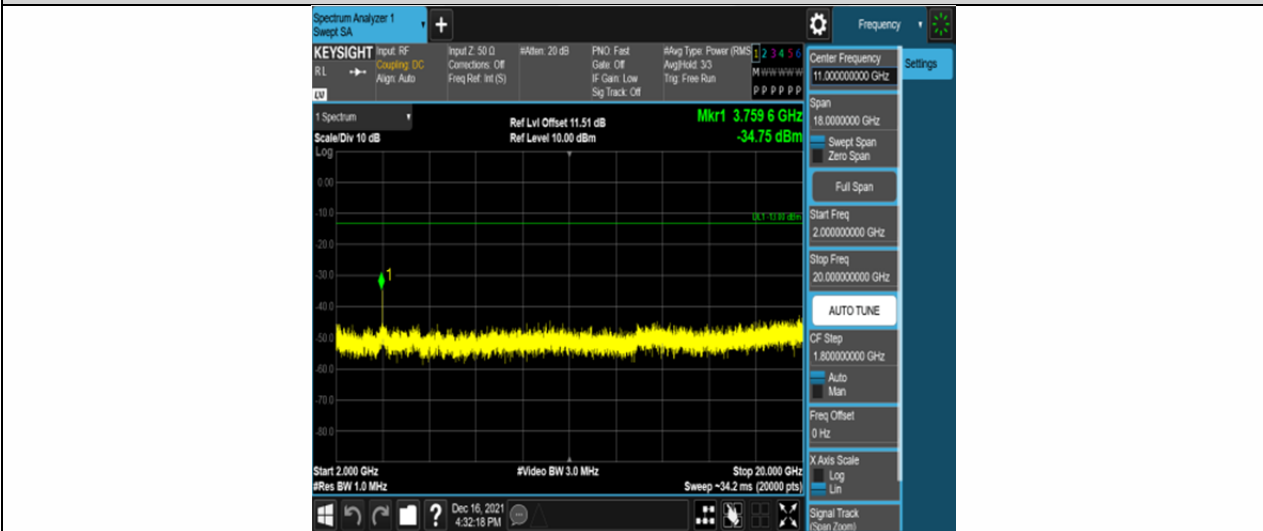 Spectrum Analyzer 1
Swept SA
+
Frequency
KEYSIGHT
RL
LV
Input: RF
Coupling: DC
Align: Auto
Input Z: 50 Ω
Corrections: Off
Freq Ref: Int (S)
#Atten: 20 dB
PNO: Fast
Gate: Off
IF Gain: Low
Sig Track: Off
#Avg Type: Power (RMS
Avg|Hold: 3/3
Trig: Free Run
1 2 3 4 5 6
M W W W W W
P P P P P P
1 Spectrum
Scale/Div 10 dB
Log
Ref Lvl Offset 11.51 dB
Ref Level 10.00 dBm
Mkr1 3.759 6 GHz
-34.75 dBm
0.00
-10.0
DL1 -13.00 dBm
-20.0
-30.0
1
-40.0
-50.0
-60.0
-70.0
-80.0
Start 2.000 GHz
#Res BW 1.0 MHz
#Video BW 3.0 MHz
Stop 20.000 GHz
Sweep ~34.2 ms (20000 pts)
?
Dec 16, 2021
4:32:18 PM
Center Frequency
11.000000000 GHz
Settings
Span
18.0000000 GHz
Swept Span
Zero Span
Full Span
Start Freq
2.000000000 GHz
Stop Freq
20.000000000 GHz
AUTO TUNE
CF Step
1.800000000 GHz
Auto
Man
Freq Offset
0 Hz
X Axis Scale
Log
Lin
Signal Track
(Span Zoom)